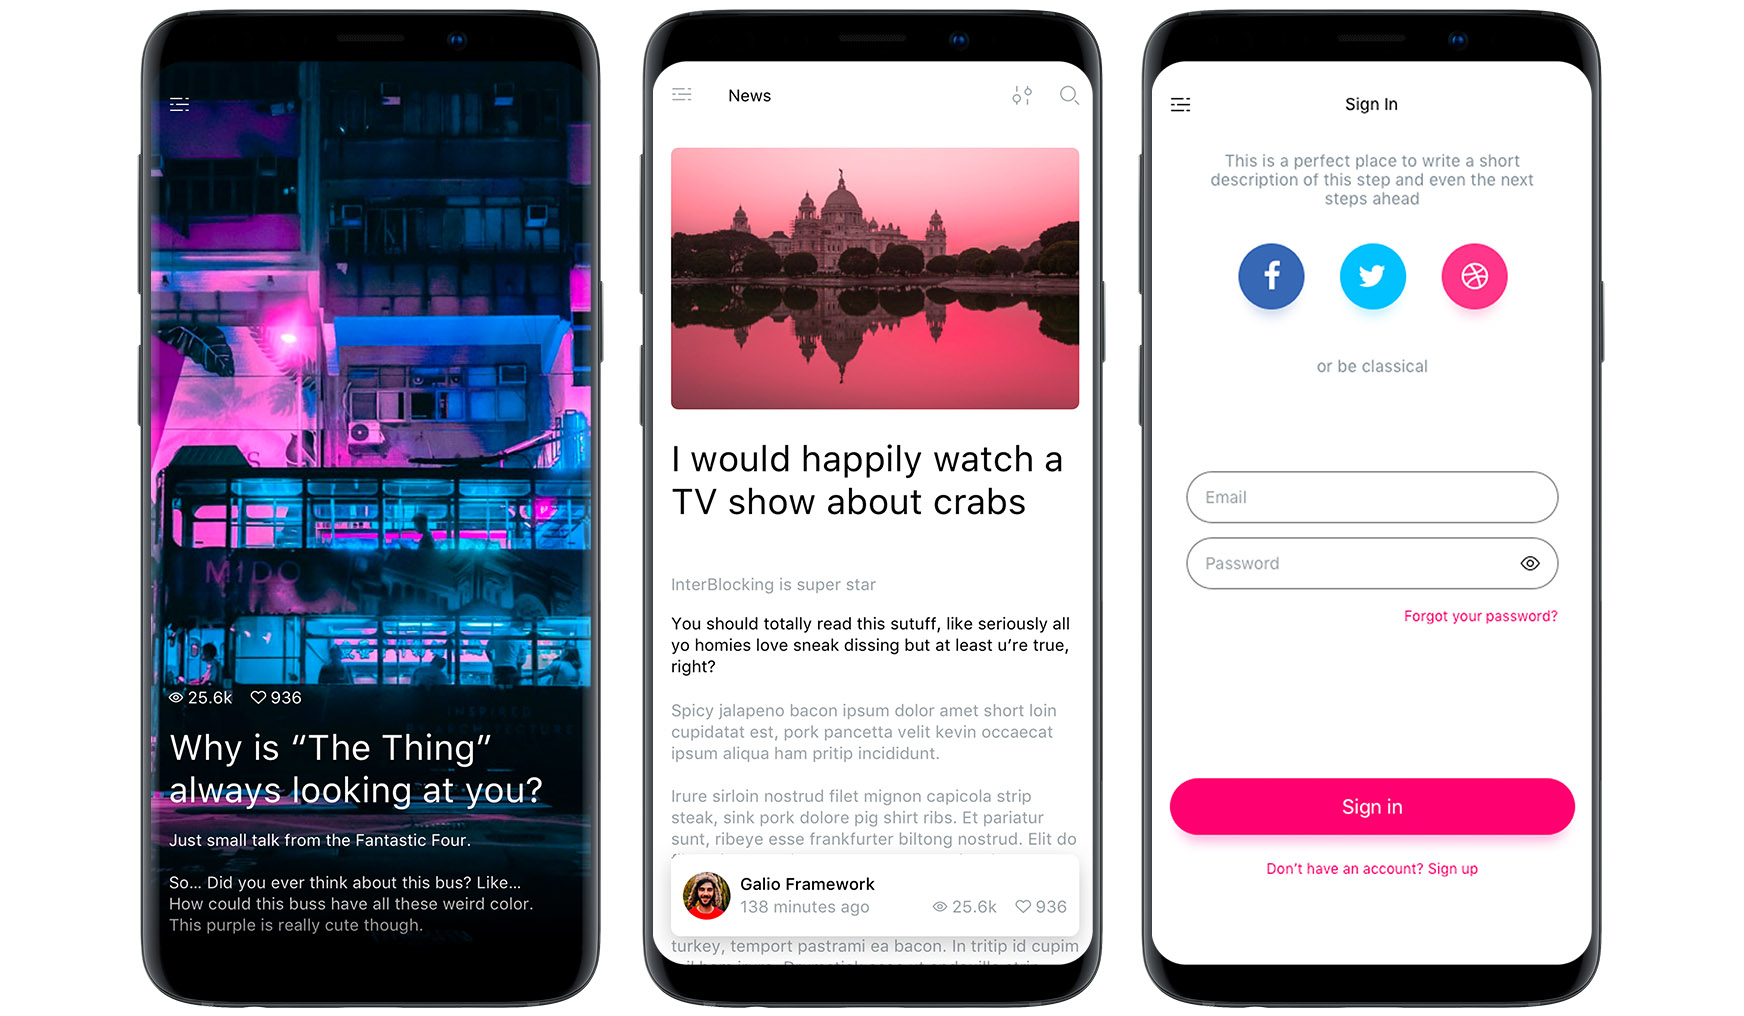 MIDO
INSPIRED
25.6k 936
Why is “The Thing”
always looking at you?
Just small talk from the Fantastic Four.
So... Did you ever think about this bus? Like...
How could this buss have all these weird color.
This purple is really cute though.
News
I would happily watch a
TV show about crabs
InterBlocking is super star
You should totally read this sutuff, like seriously all
yo homies love sneak dissing but at least u’re true,
right?
Spicy jalapeno bacon ipsum dolor amet short loin
cupidatat est, pork pancetta velit kevin occaecat
ipsum aliqua ham pritip incididunt.
Irure sirloin nostrud filet mignon capicola strip
steak, sink pork dolore pig shirt ribs. Et pariatur
sunt, ribeye esse frankfurter biltong nostrud. Elit do
Galio Framework
138 minutes ago 25.6k 936
turkey, temport pastrami ea bacon. In tritip id cupim
Sign In
This is a perfect place to write a short
description of this step and even the next
steps ahead
or be classical
Email
Password
Forgot your password?
Sign in
Don’t have an account? Sign up